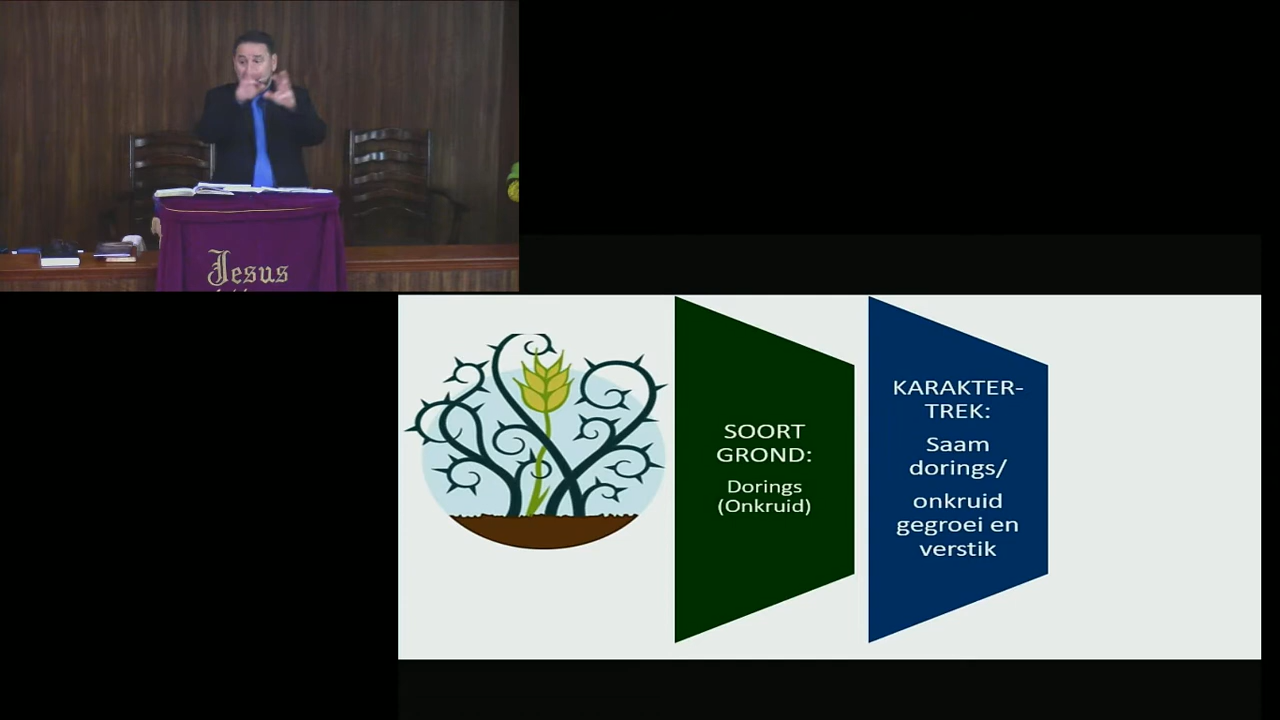 Jesus
SOORT
GROND:
Dorings
(Onkruid)
KARAKTER-
TREK:
Saam
dorings/
onkruid
gegroei en
verstik